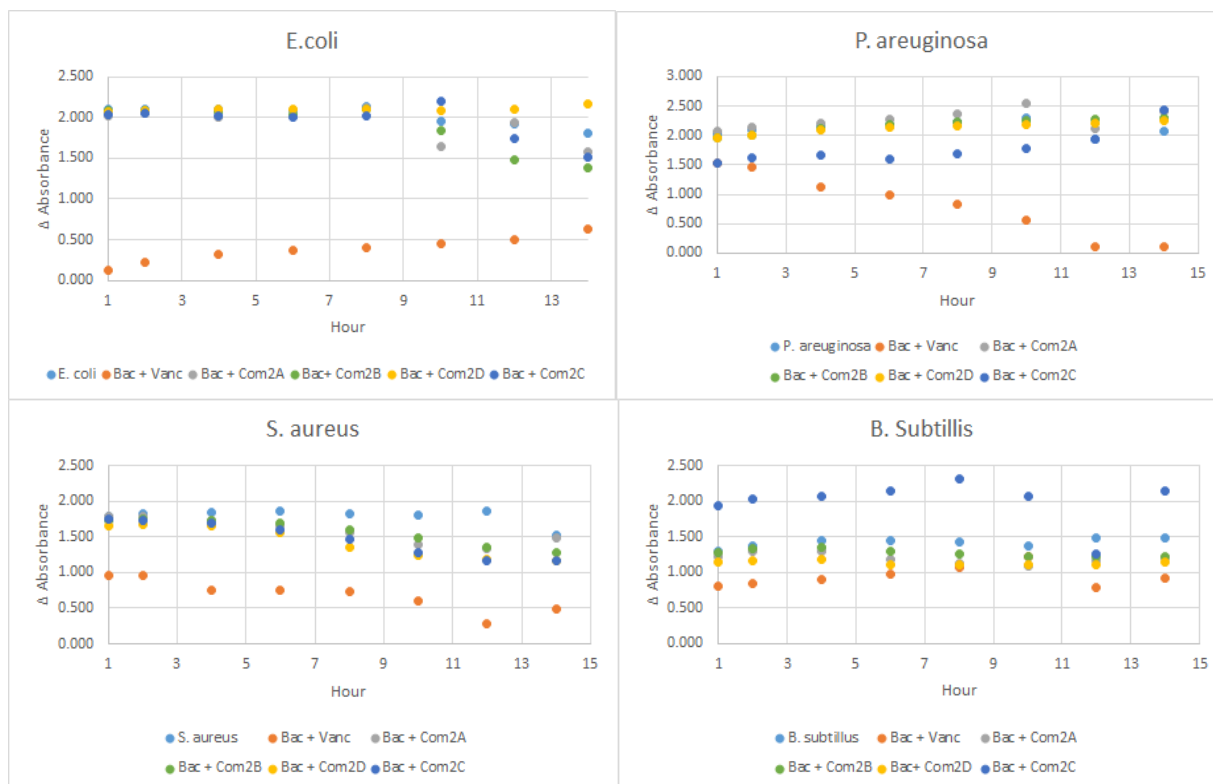 E.coli
2.500
2.000
1.500
1.000
0.500
0.000
Δ Absorbance
1 3 5 7 9 11 13
Hour
E. coli Bac + Vanc Bac + Com2A Bac+ Com2B Bac + Com2D Bac + Com2C
P. areuginosa
3.000
2.500
2.000
1.500
1.000
0.500
0.000
Δ Absorbance
1 3 5 7 9 11 13 15
Hour
P. areuginosa Bac + Vanc Bac + Com2A
Bac + Com2B Bac + Com2D Bac + Com2C
S. aureus
2.500
2.000
1.500
1.000
0.500
0.000
Δ Absorbance
1 3 5 7 9 11 13 15
Hour
S. aureus Bac + Vanc Bac + Com2A
Bac + Com2B Bac + Com2D Bac + Com2C
B. Subtillis
2.500
2.000
1.500
1.000
0.500
0.000
Δ Absorbance
1 3 5 7 9 11 13 15
Hour
B. subtillus Bac + Vanc Bac + Com2A
Bac + Com2B Bac + Com2D Bac + Com2C